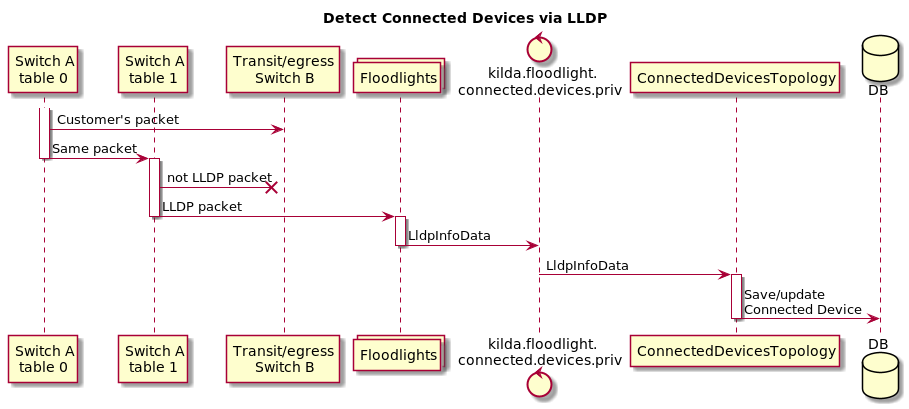 Detect Connected Devices via LLDP
Switch A
table 0
Switch A
table 1
Transit/egress
Switch B
Floodlights
kilda.floodlight.
connected.devices.priv
ConnectedDevicesTopology
DB
Customer's packet
Same packet
not LLDP packet
LLDP packet
LldpInfoData
LldpInfoData
Save/update
Connected Device
Switch A
table 0
Switch A
table 1
Transit/egress
Switch B
Floodlights
kilda.floodlight.
connected.devices.priv
ConnectedDevicesTopology
DB